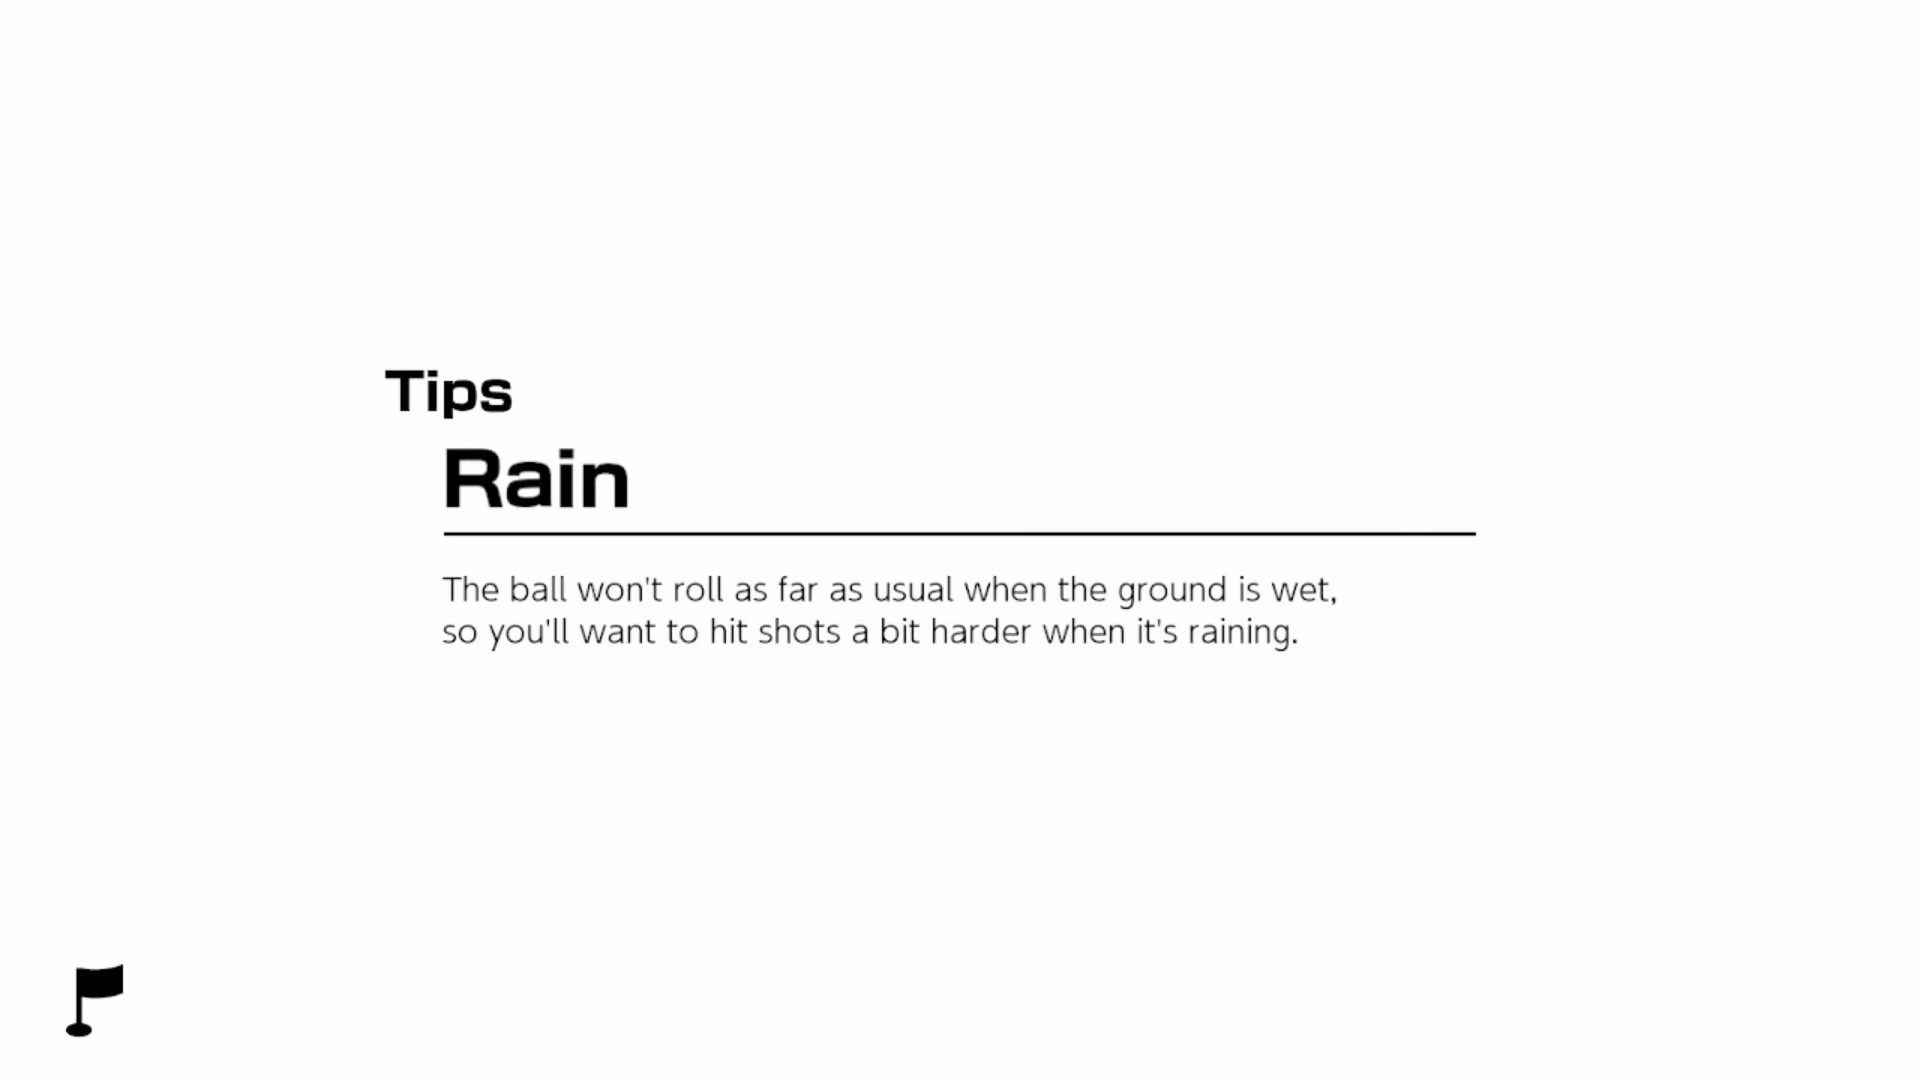 Tips
Rain
The ball won't roll as far as usual when the ground is wet,
so you'll want to hit shots a bit harder when it's raining.